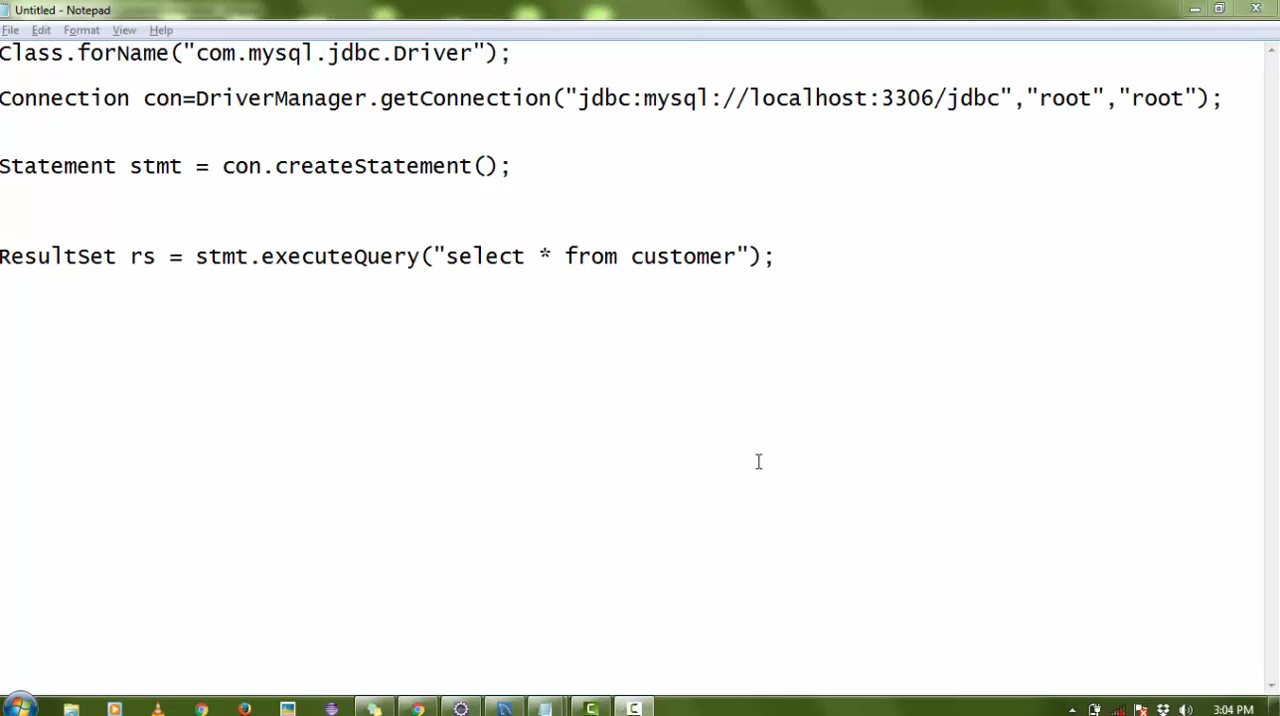 Untitled - Notepad
File Edit Format View Help
Class.forName("com.mysql.jdbc.Driver");
Connection con=DriverManager.getConnection("jdbc:mysql://localhost:3306/jdbc","root","root");
Statement stmt = con.createStatement();
ResultSet rs = stmt.executeQuery("select * from customer");
3:04 PM